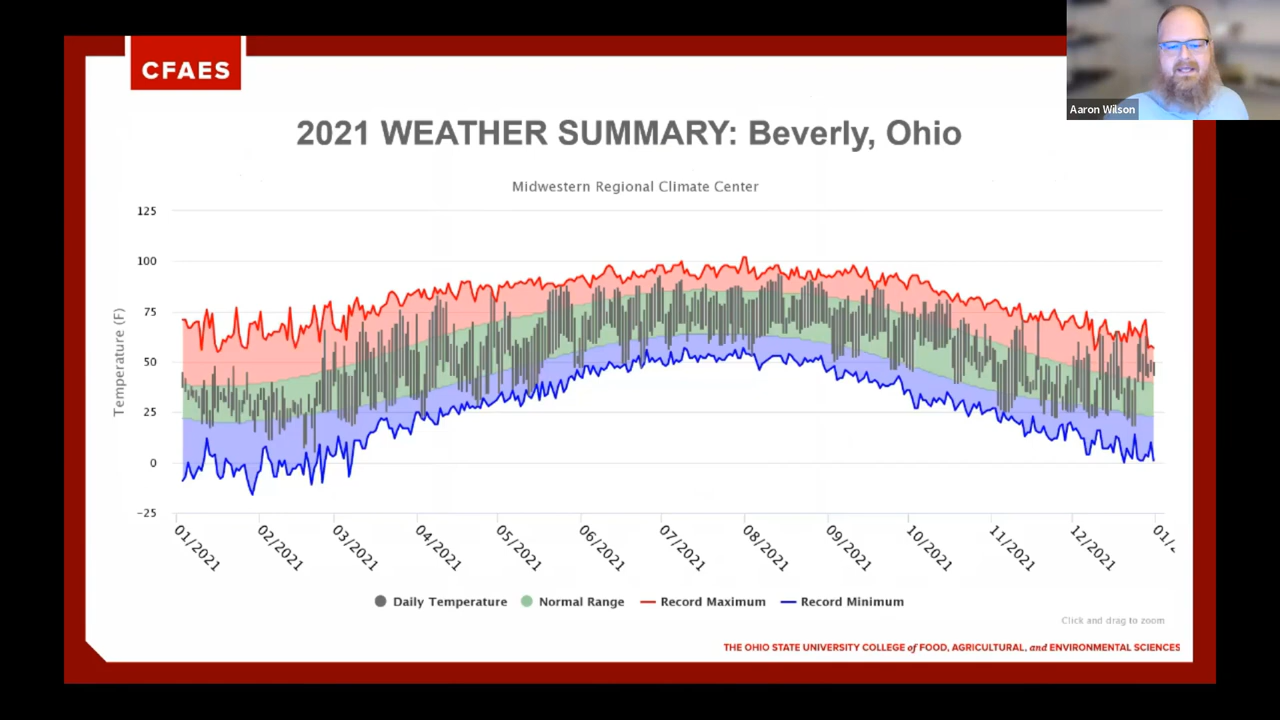 CFAES
Aaron Wilson
2021 WEATHER SUMMARY: Beverly, Ohio
Midwestern Regional Climate Center
Temperature (F)
125
100
75
50
25
0
−25
01/2021
02/2021
03/2021
04/2021
05/2021
06/2021
07/2021
08/2021
09/2021
10/2021
11/2021
12/2021
01/
Daily Temperature Normal Range Record Maximum Record Minimum
Click and drag to zoom
THE OHIO STATE UNIVERSITY COLLEGE of FOOD, AGRICULTURAL, and ENVIRONMENTAL SCIENCES